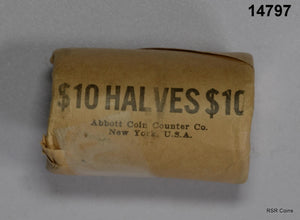 14797
$10 HALVES $10
Abbott Coin Counter Co.
New York, U.S.A.
RSR Coins